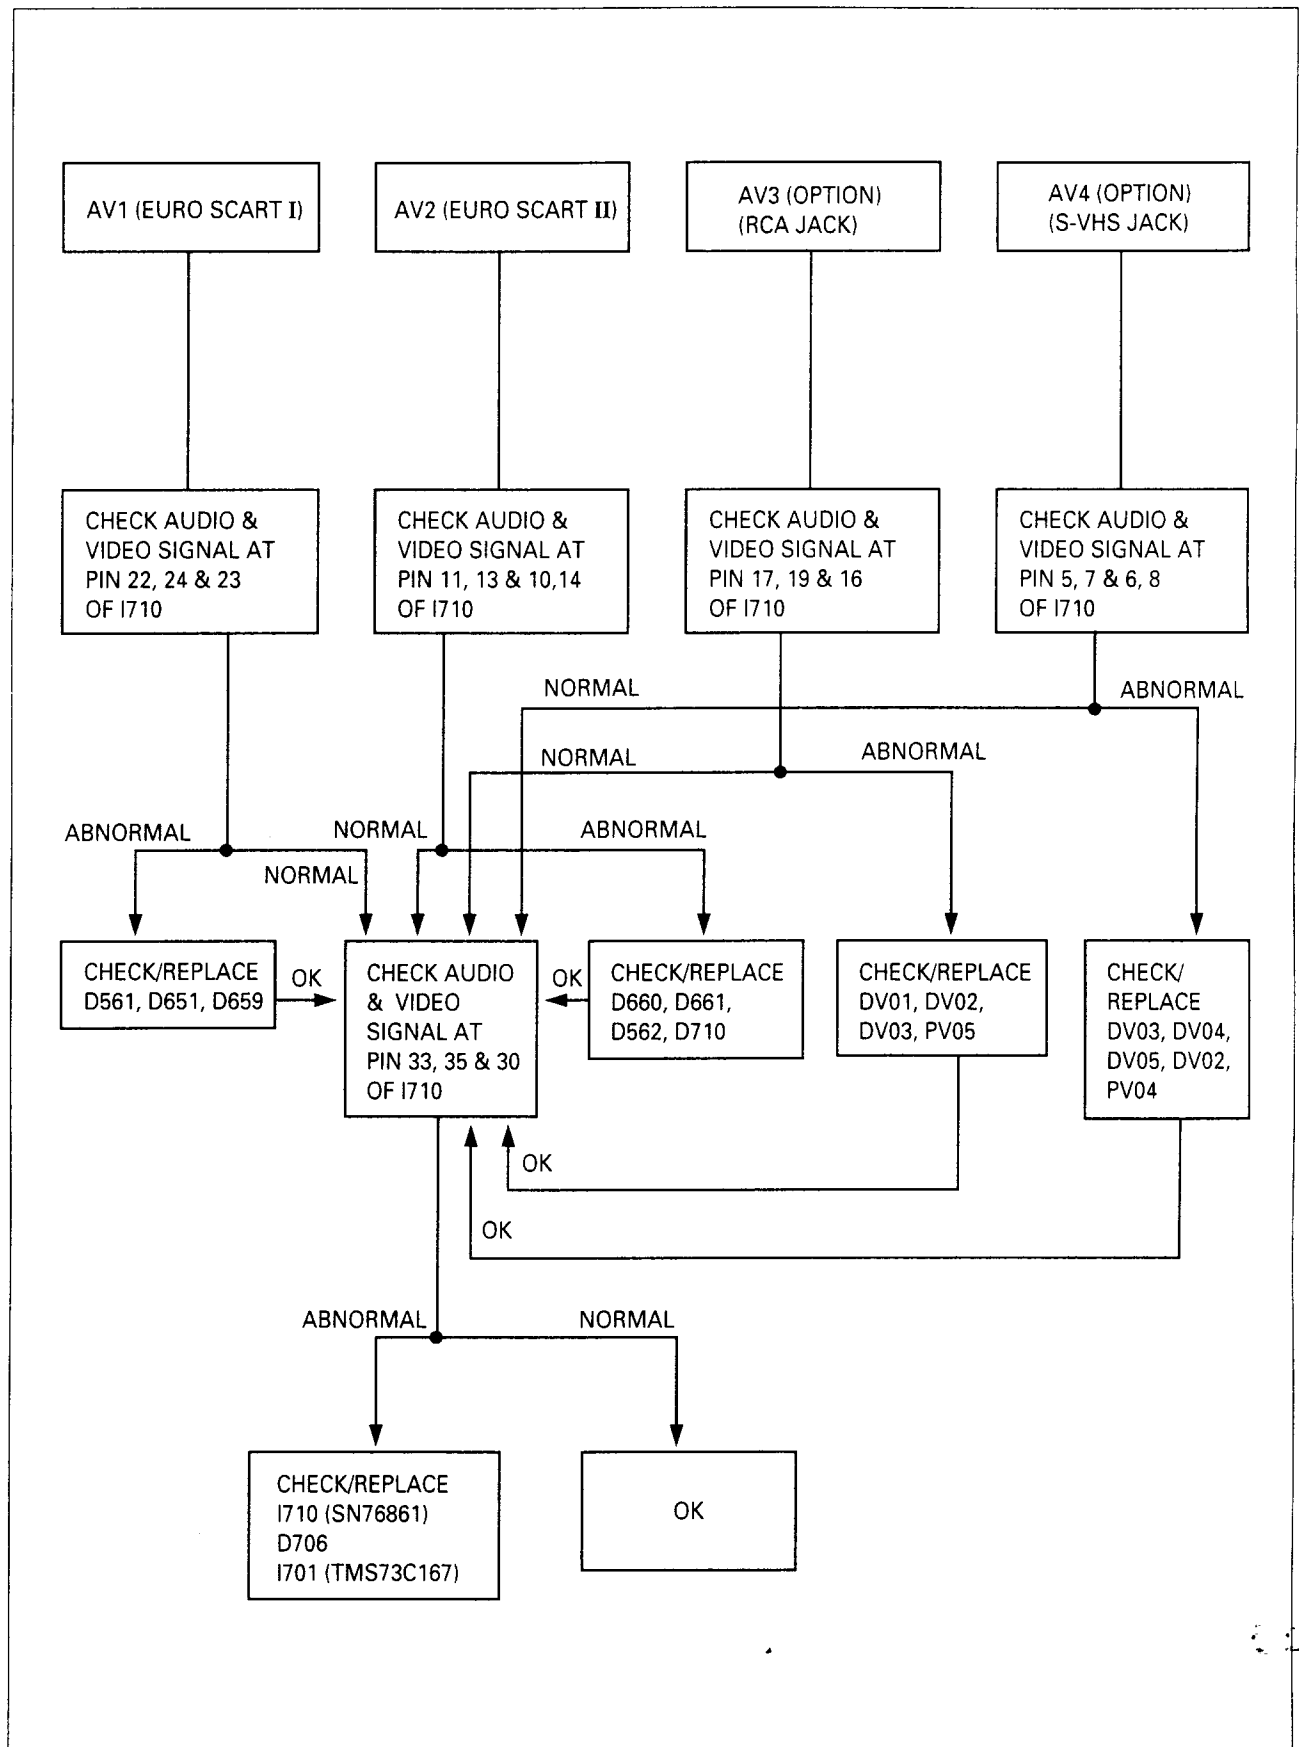 AV1 (EURO SCART I)
AV2 (EURO SCART II)
AV3 (OPTION)
(RCA JACK)
AV4 (OPTION)
(S-VHS JACK)
CHECK AUDIO &
VIDEO SIGNAL AT
PIN 22, 24 & 23
OF I710
CHECK AUDIO &
VIDEO SIGNAL AT
PIN 11, 13 & 10,14
OF I710
CHECK AUDIO &
VIDEO SIGNAL AT
PIN 17, 19 & 16
OF I710
CHECK AUDIO &
VIDEO SIGNAL AT
PIN 5, 7 & 6, 8
OF I710
NORMAL
ABNORMAL
NORMAL
ABNORMAL
ABNORMAL
NORMAL
NORMAL
ABNORMAL
CHECK/REPLACE
D561, D651, D659
OK
CHECK AUDIO
& VIDEO
SIGNAL AT
PIN 33, 35 & 30
OF I710
OK
CHECK/REPLACE
D660, D661,
D562, D710
CHECK/REPLACE
DV01, DV02,
DV03, PV05
CHECK/
REPLACE
DV03, DV04,
DV05, DV02,
PV04
OK
OK
ABNORMAL
NORMAL
CHECK/REPLACE
I710 (SN76861)
D706
I701 (TMS73C167)
OK